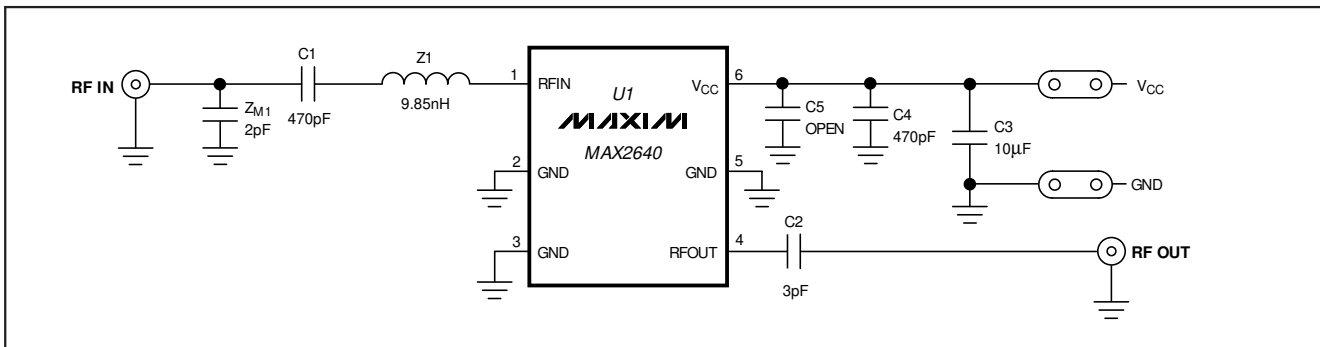 RF IN
ZM1
2pF
C1
470pF
Z1
9.85nH
1
RFIN
2
GND
3
GND
U1
MAXIM
MAX2640
VCC
6
GND
5
RFOUT
4
C5
OPEN
C4
470pF
C3
10µF
VCC
GND
C2
3pF
RF OUT